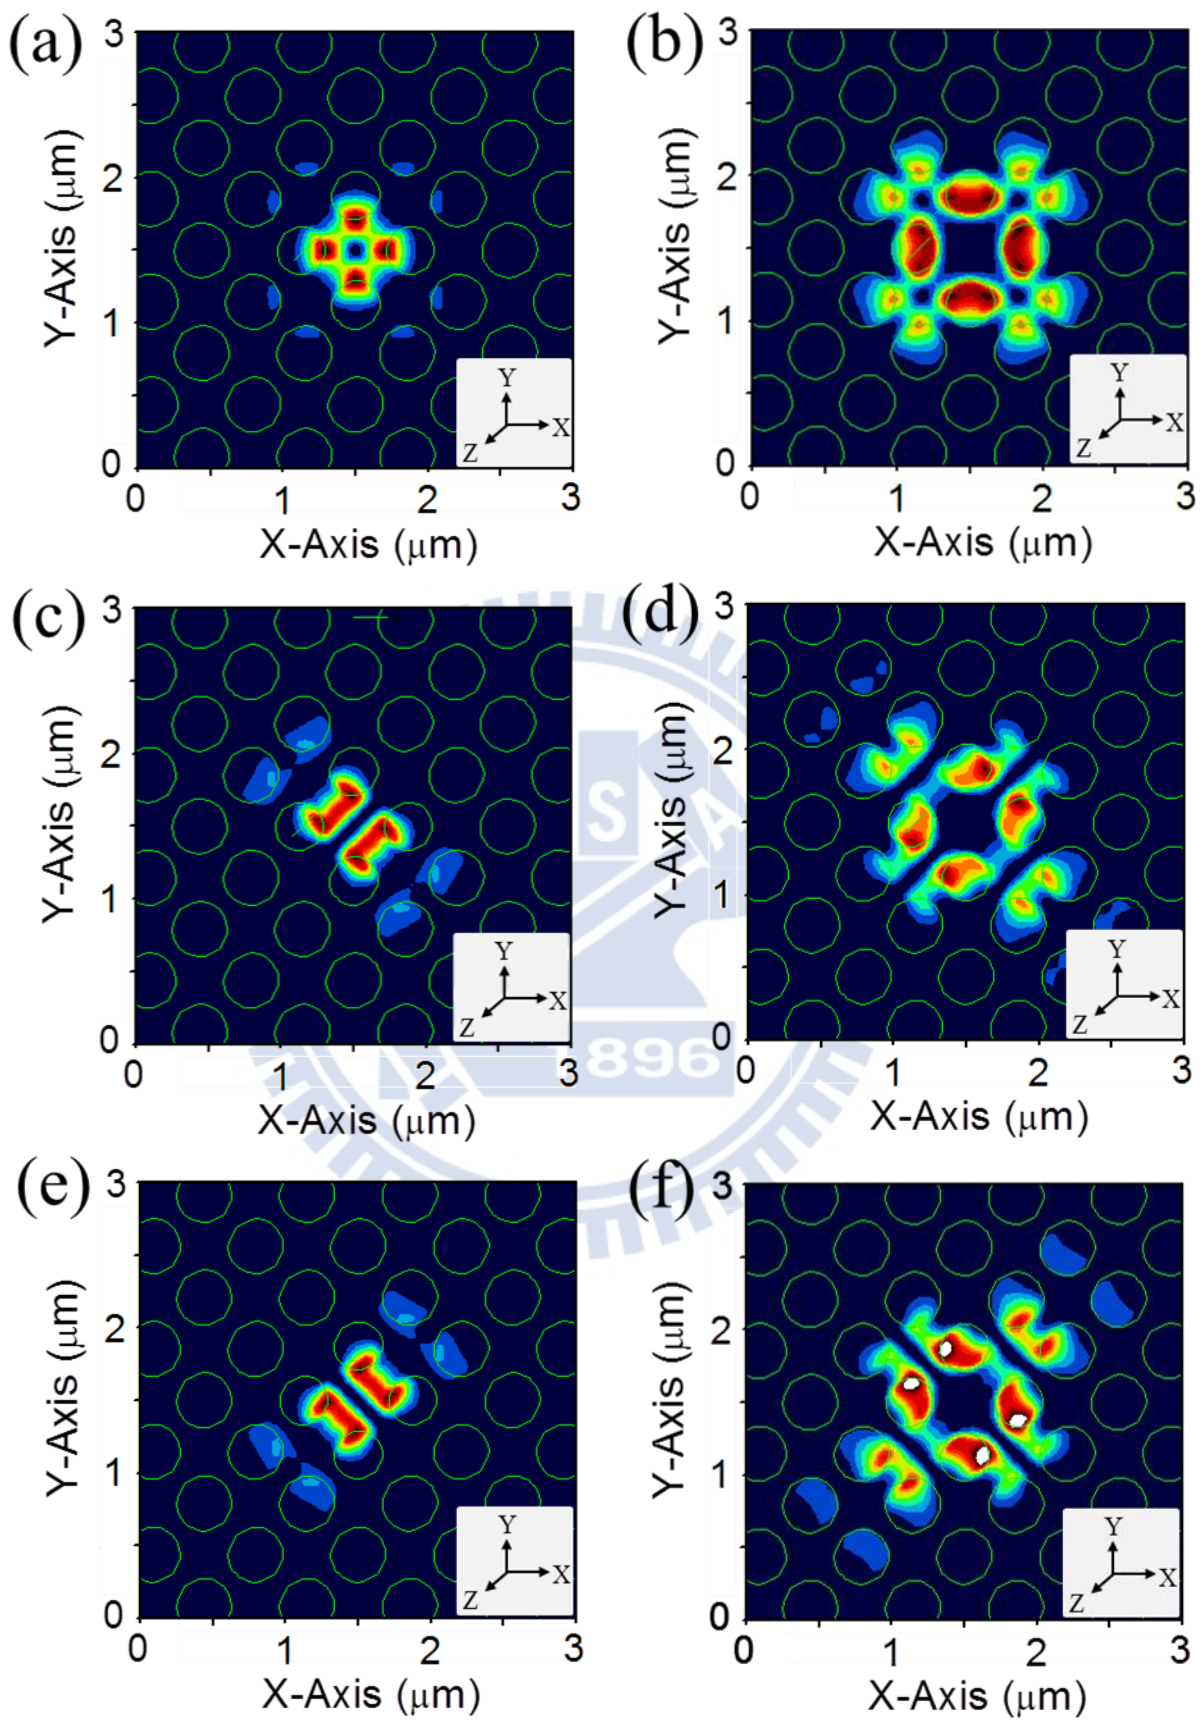 (a)
3
2
1
0
Y-Axis (μm)
Y
X
Z
0
1
2
3
X-Axis (μm)
(b)
3
2
1
0
Y-Axis (μm)
Y
X
Z
0
1
2
3
X-Axis (μm)
(c)
3
2
1
0
Y-Axis (μm)
Y
X
Z
0
1
2
3
X-Axis (μm)
(d)
3
2
1
0
Y-Axis (μm)
Y
X
Z
0
1
2
3
X-Axis (μm)
S
A
1896
(e)
3
2
1
0
Y-Axis (μm)
Y
X
Z
0
1
2
3
X-Axis (μm)
(f)
3
2
1
0
Y-Axis (μm)
Y
X
Z
0
1
2
3
X-Axis (μm)